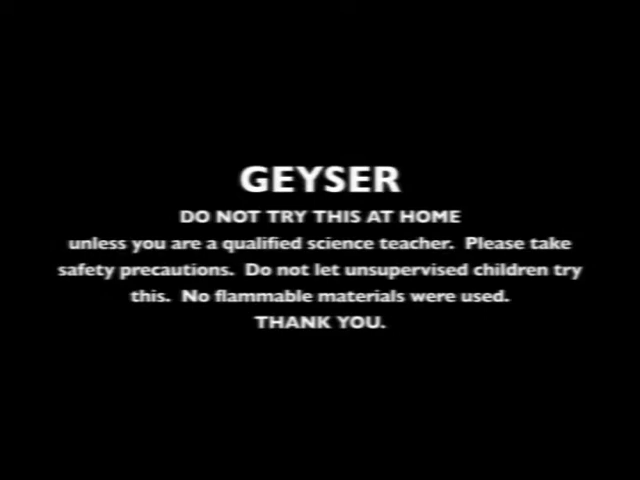 GEYSER
DO NOT TRY THIS AT HOME
unless you are a qualified science teacher. Please take
safety precautions. Do not let unsupervised children try
this. No flammable materials were used.
THANK YOU.